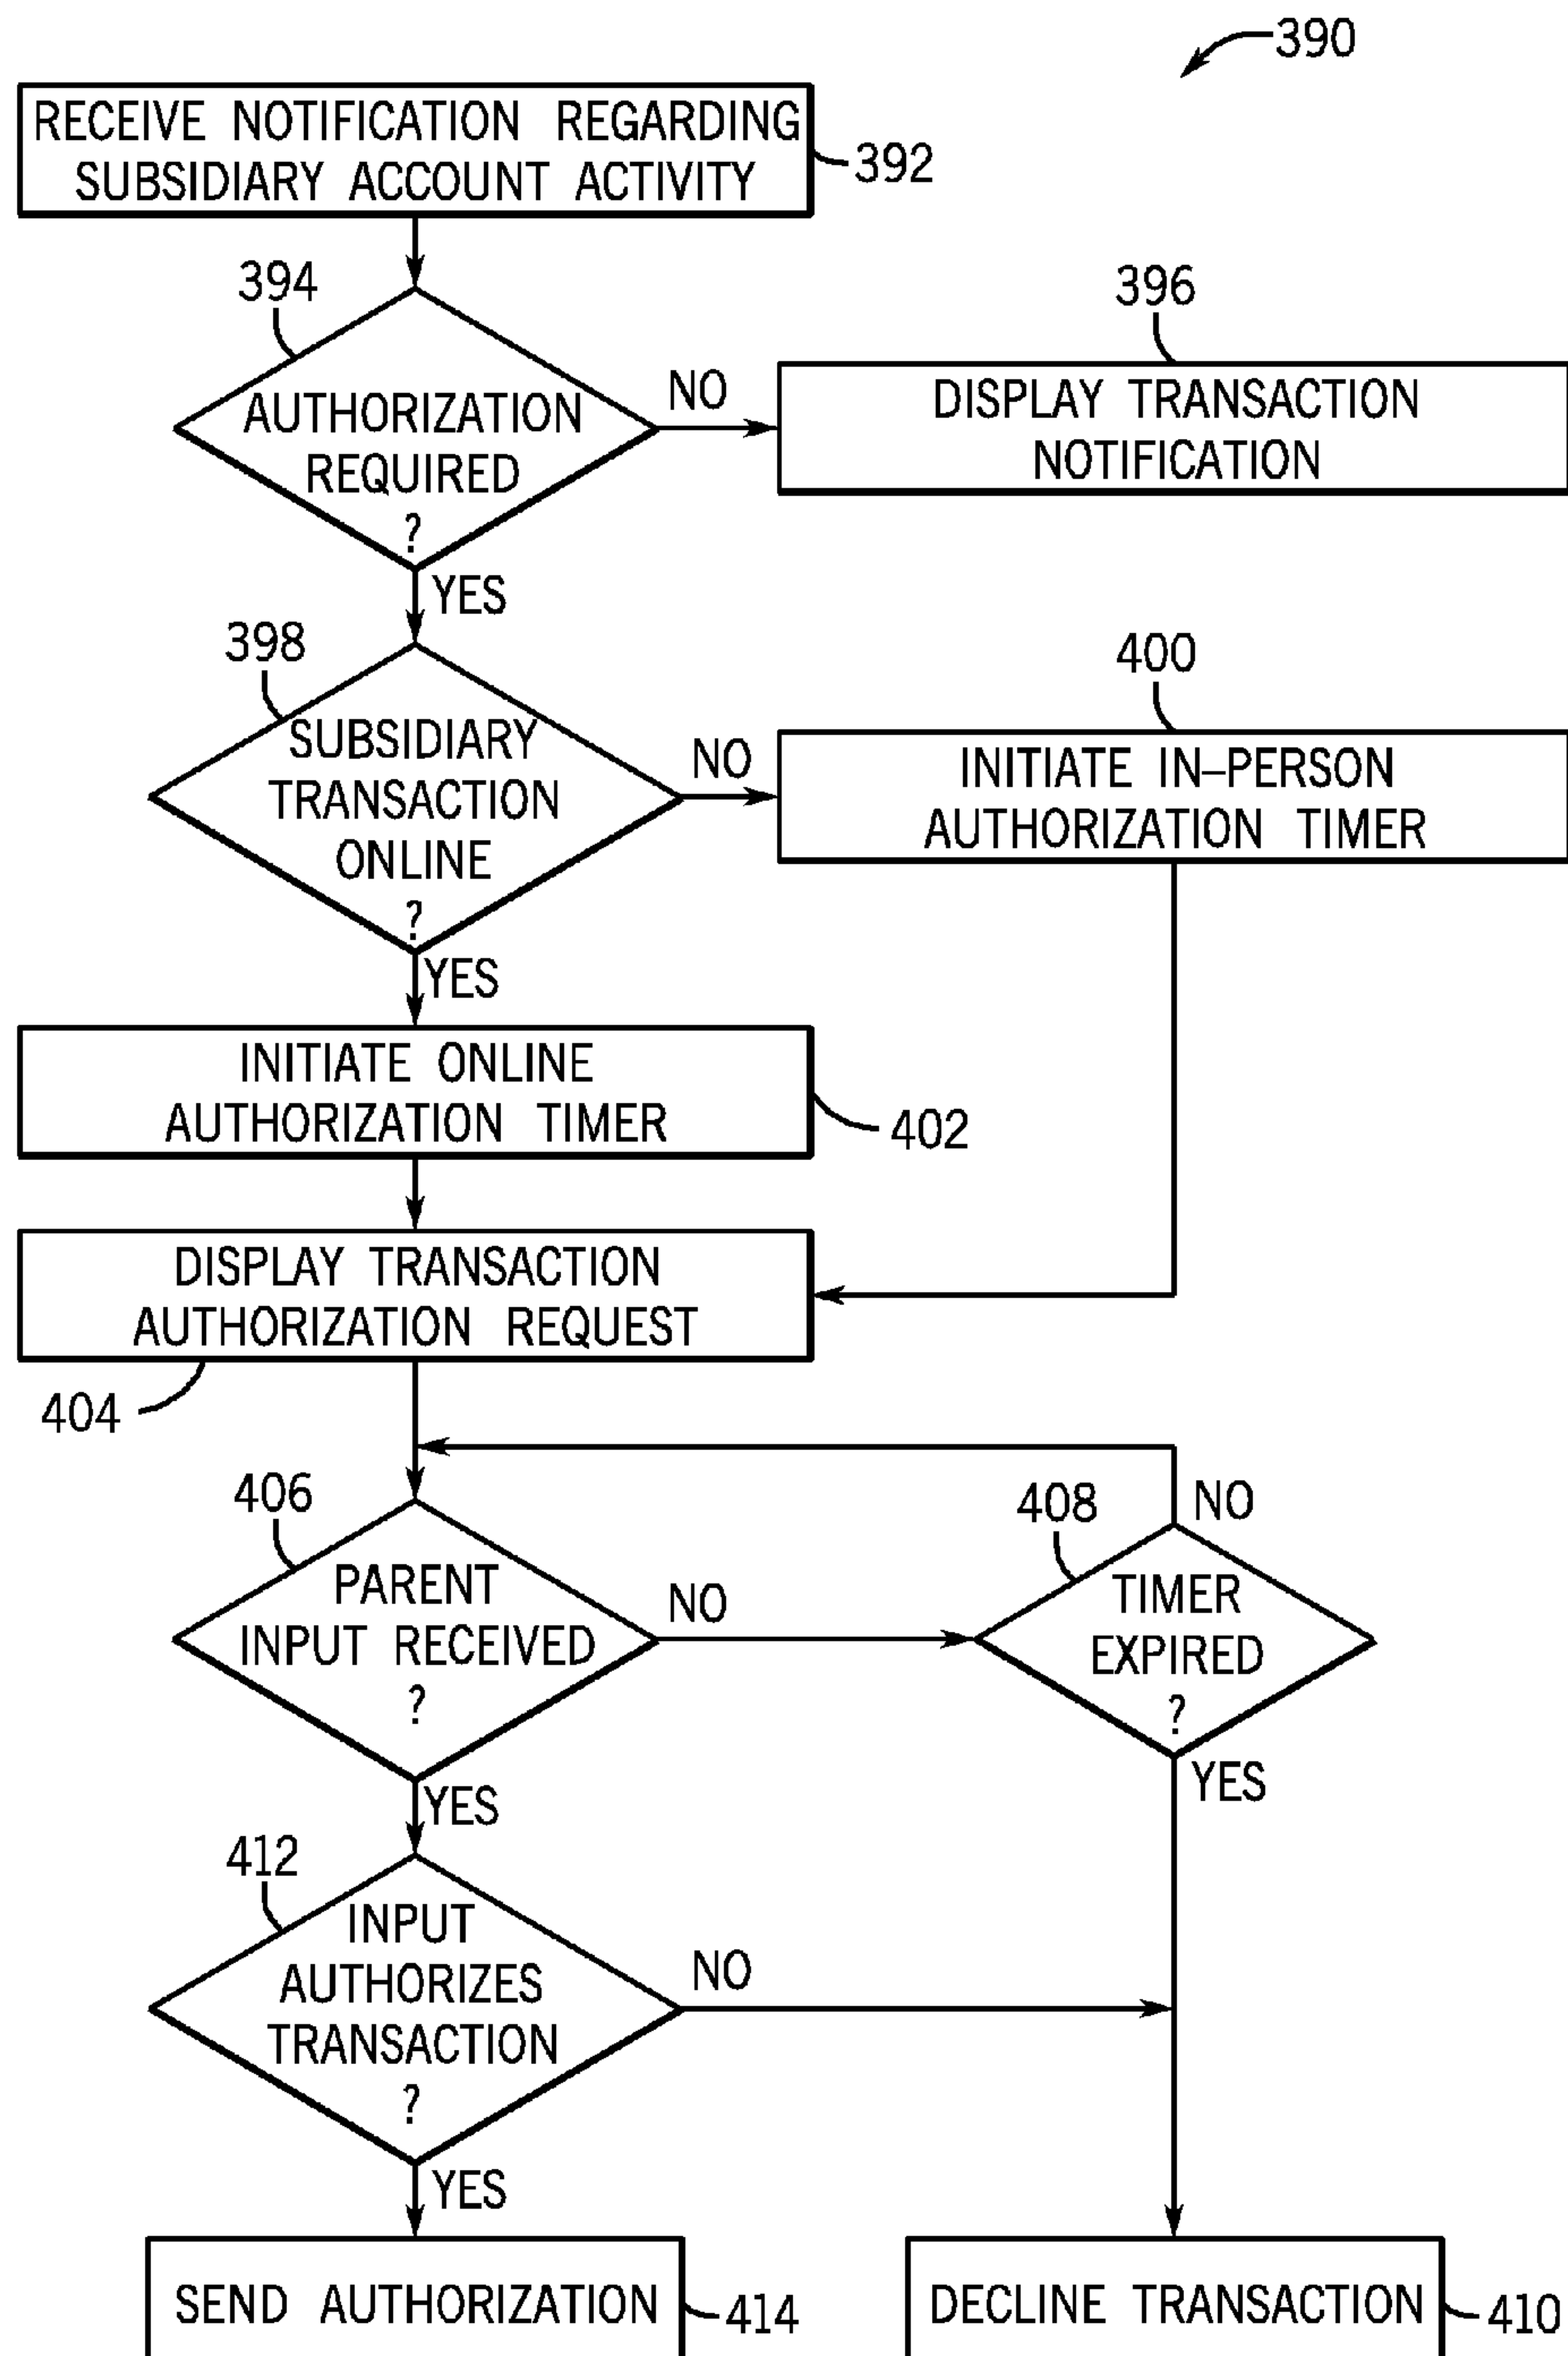 390
RECEIVE NOTIFICATION REGARDING
SUBSIDIARY ACCOUNT ACTIVITY
392
394
AUTHORIZATION
REQUIRED
?
NO
396
DISPLAY TRANSACTION
NOTIFICATION
YES
398
SUBSIDIARY
TRANSACTION
ONLINE
?
NO
400
INITIATE IN–PERSON
AUTHORIZATION TIMER
YES
INITIATE ONLINE
AUTHORIZATION TIMER
402
DISPLAY TRANSACTION
AUTHORIZATION REQUEST
404
406
PARENT
INPUT RECEIVED
?
NO
408
TIMER
EXPIRED
?
NO
YES
YES
412
INPUT
AUTHORIZES
TRANSACTION
?
NO
YES
SEND AUTHORIZATION
414
DECLINE TRANSACTION
410